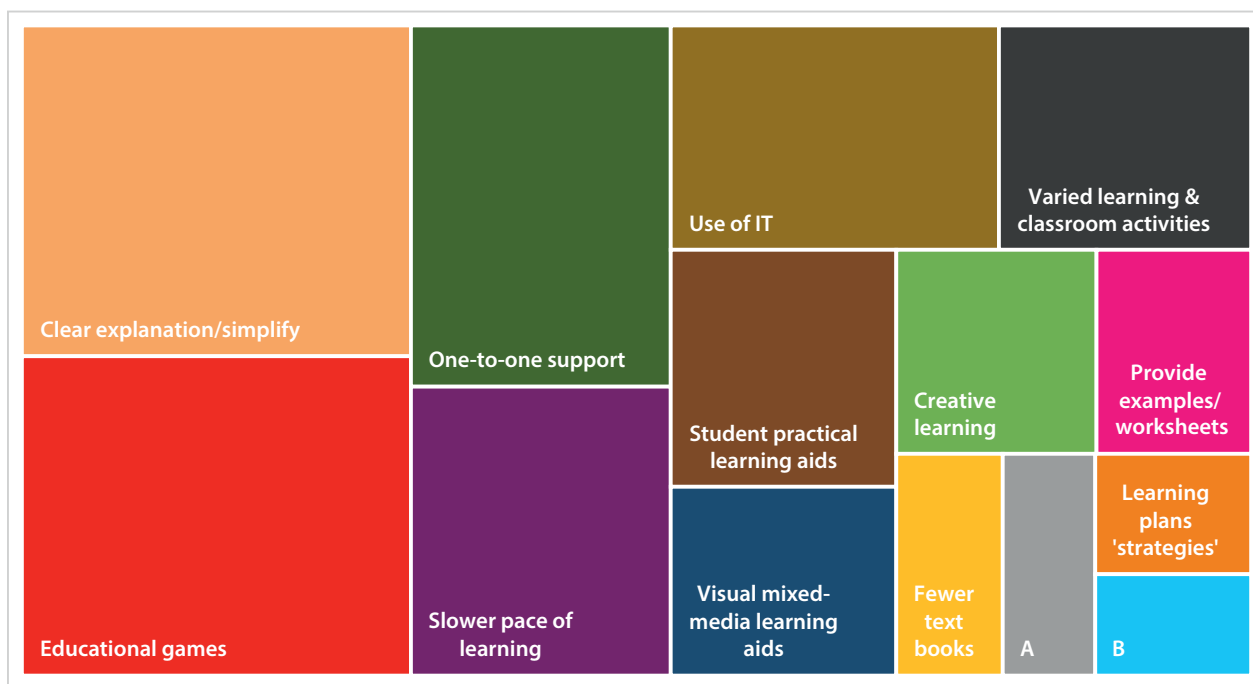 Clear explanation/simplify
Educational games
One-to-one support
Slower pace of
learning
Use of IT
Varied learning &
classroom activities
Student practical
learning aids
Creative
learning
Provide
examples/
worksheets
Visual mixed-
media learning
aids
Fewer
text
books
A
Learning
plans
'strategies'
B